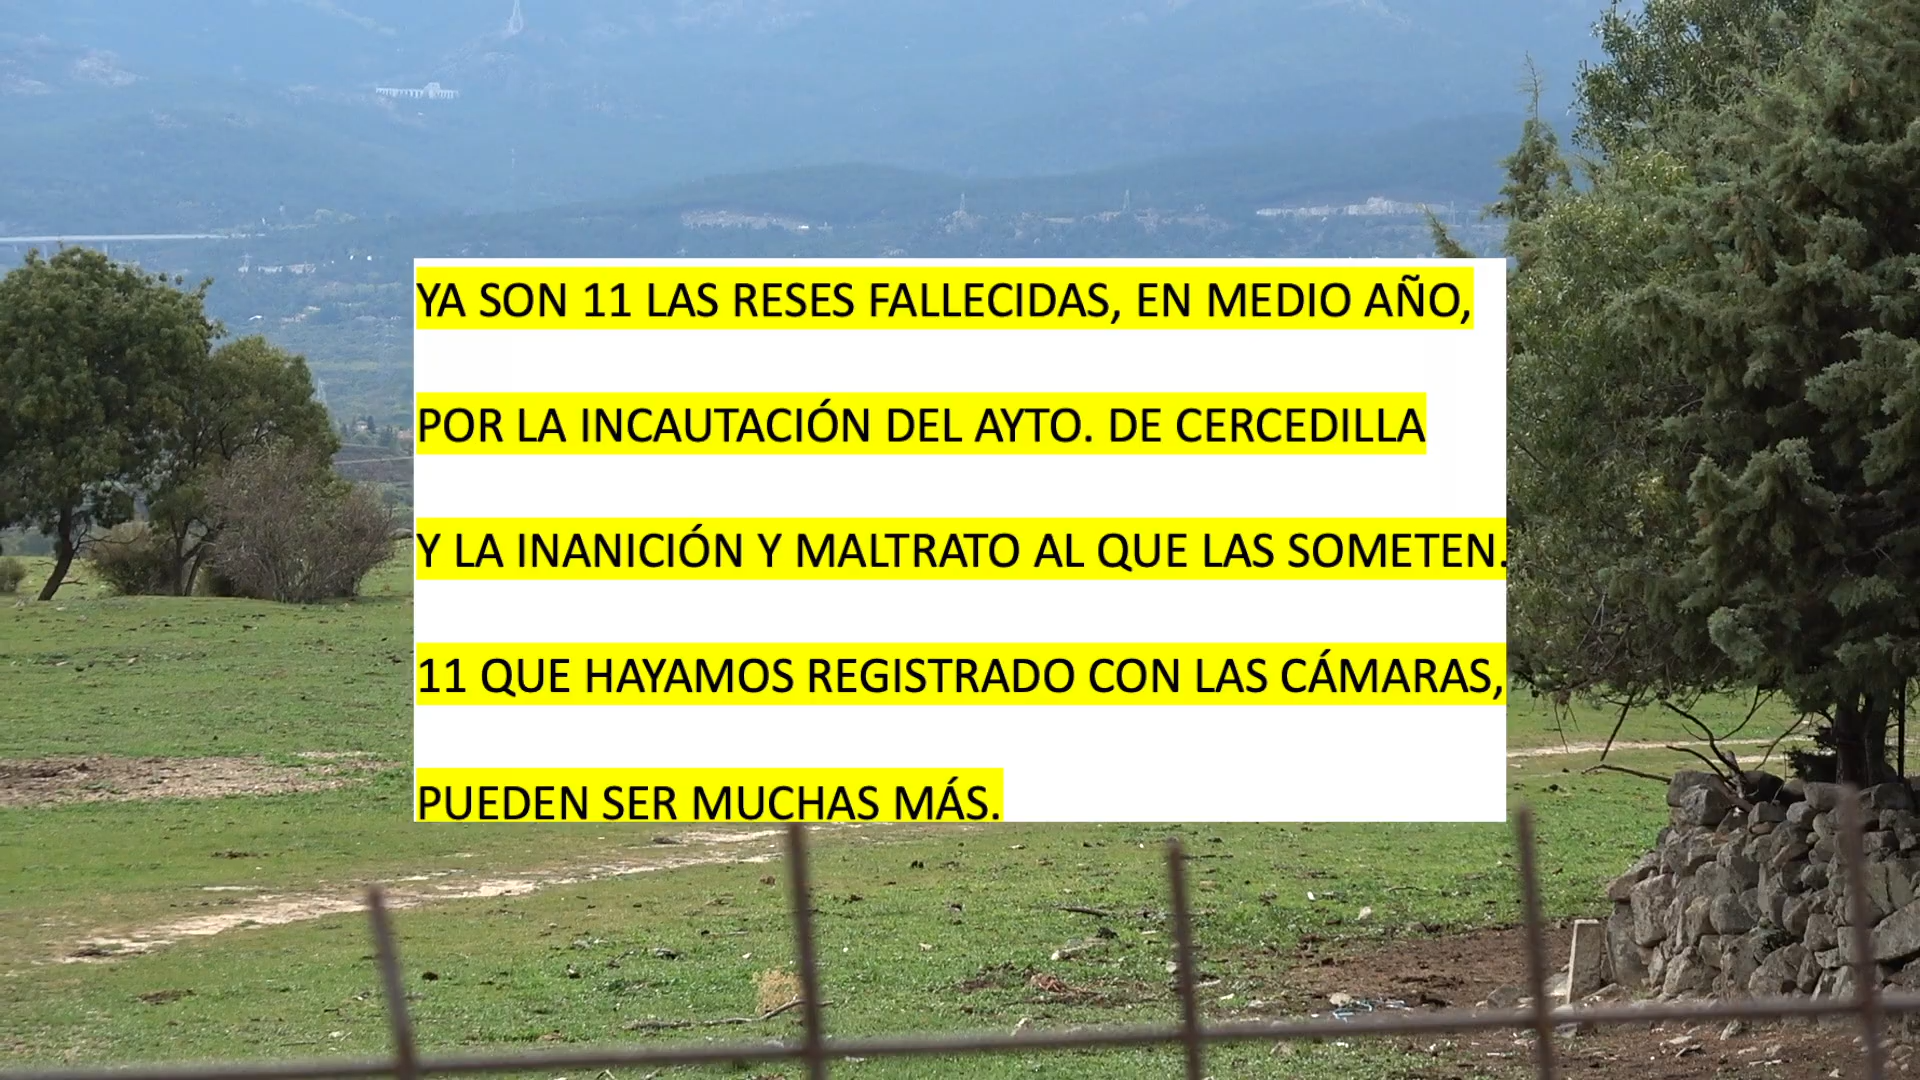 YA SON 11 LAS RESES FALLECIDAS, EN MEDIO AÑO,
POR LA INCAUTACIÓN DEL AYTO. DE CERCEDILLA
Y LA INANICIÓN Y MALTRATO AL QUE LAS SOMETEN.
11 QUE HAYAMOS REGISTRADO CON LAS CÁMARAS,
PUEDEN SER MUCHAS MÁS.